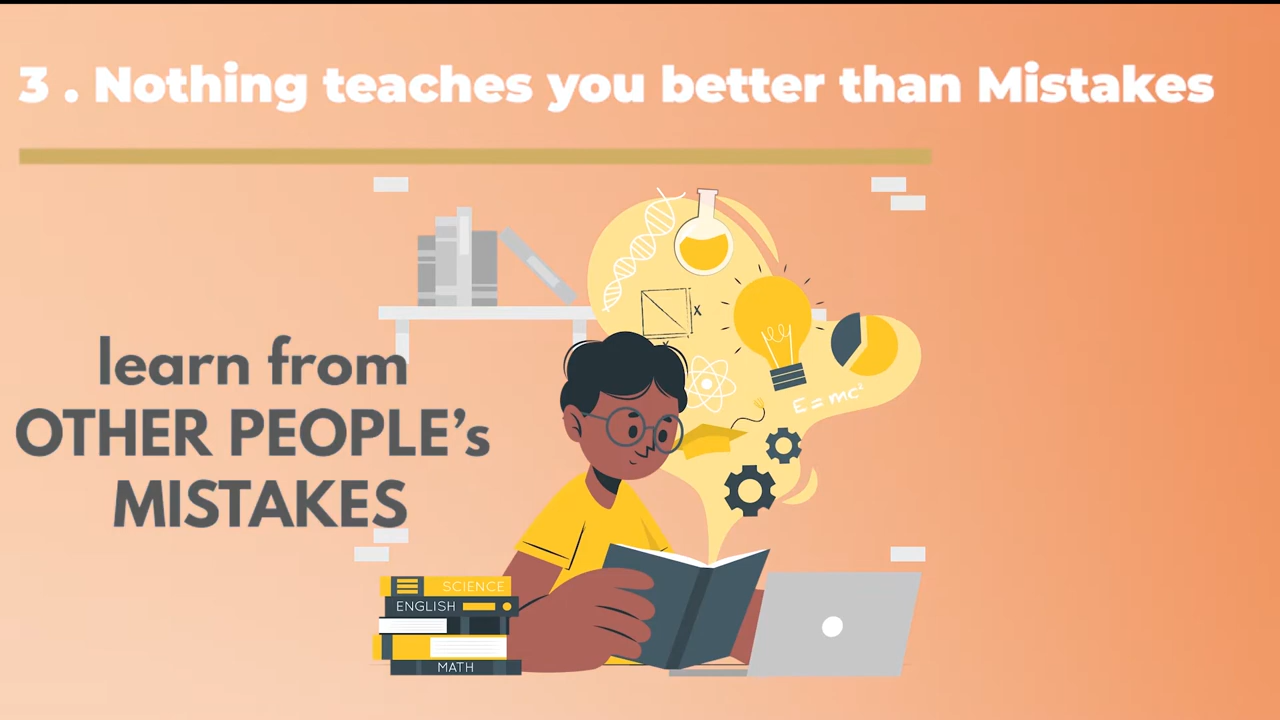 3 . Nothing teaches you better than Mistakes
learn from
OTHER PEOPLE's
MISTAKES
x
E = mc²
SCIENCE
ENGLISH
MATH